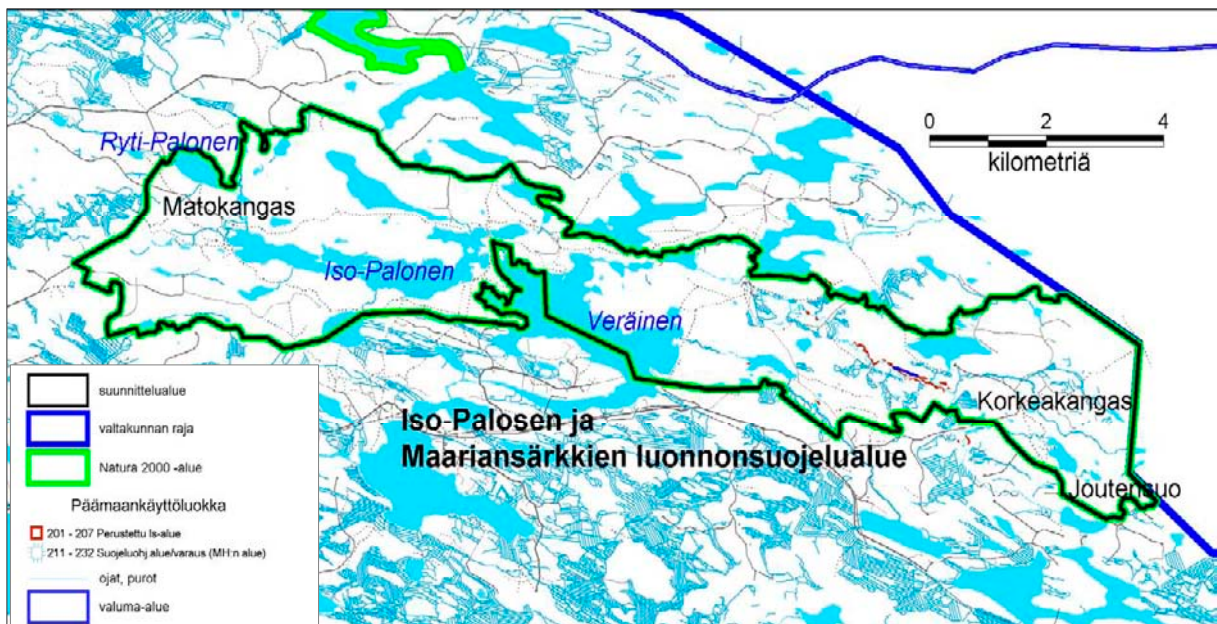 Ryti-Palonen
Matokangas
Iso-Palonen
Veräinen
0 2 4
kilometriä
Iso-Palosen ja
Maariansärkkien luonnonsuojelualue
Korkeakangas
Joutensuo
suunnittelualue
valtakunnan raja
Natura 2000 -alue
Päämaankäyttöluokka
201 - 207 Perustettu ls-alue
211 - 232 Suojeluohj.alue/varaus (MH:n alue)
ojat, purot
valuma-alue